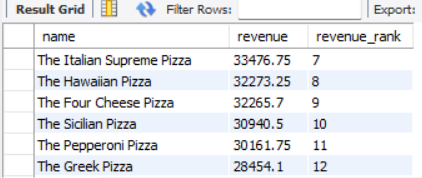 Result Grid Filter Rows: Export:
name revenue revenue_rank
The Italian Supreme Pizza 33476.75 7
The Hawaiian Pizza 32273.25 8
The Four Cheese Pizza 32265.7 9
The Sicilian Pizza 30940.5 10
The Pepperoni Pizza 30161.75 11
The Greek Pizza 28454.1 12